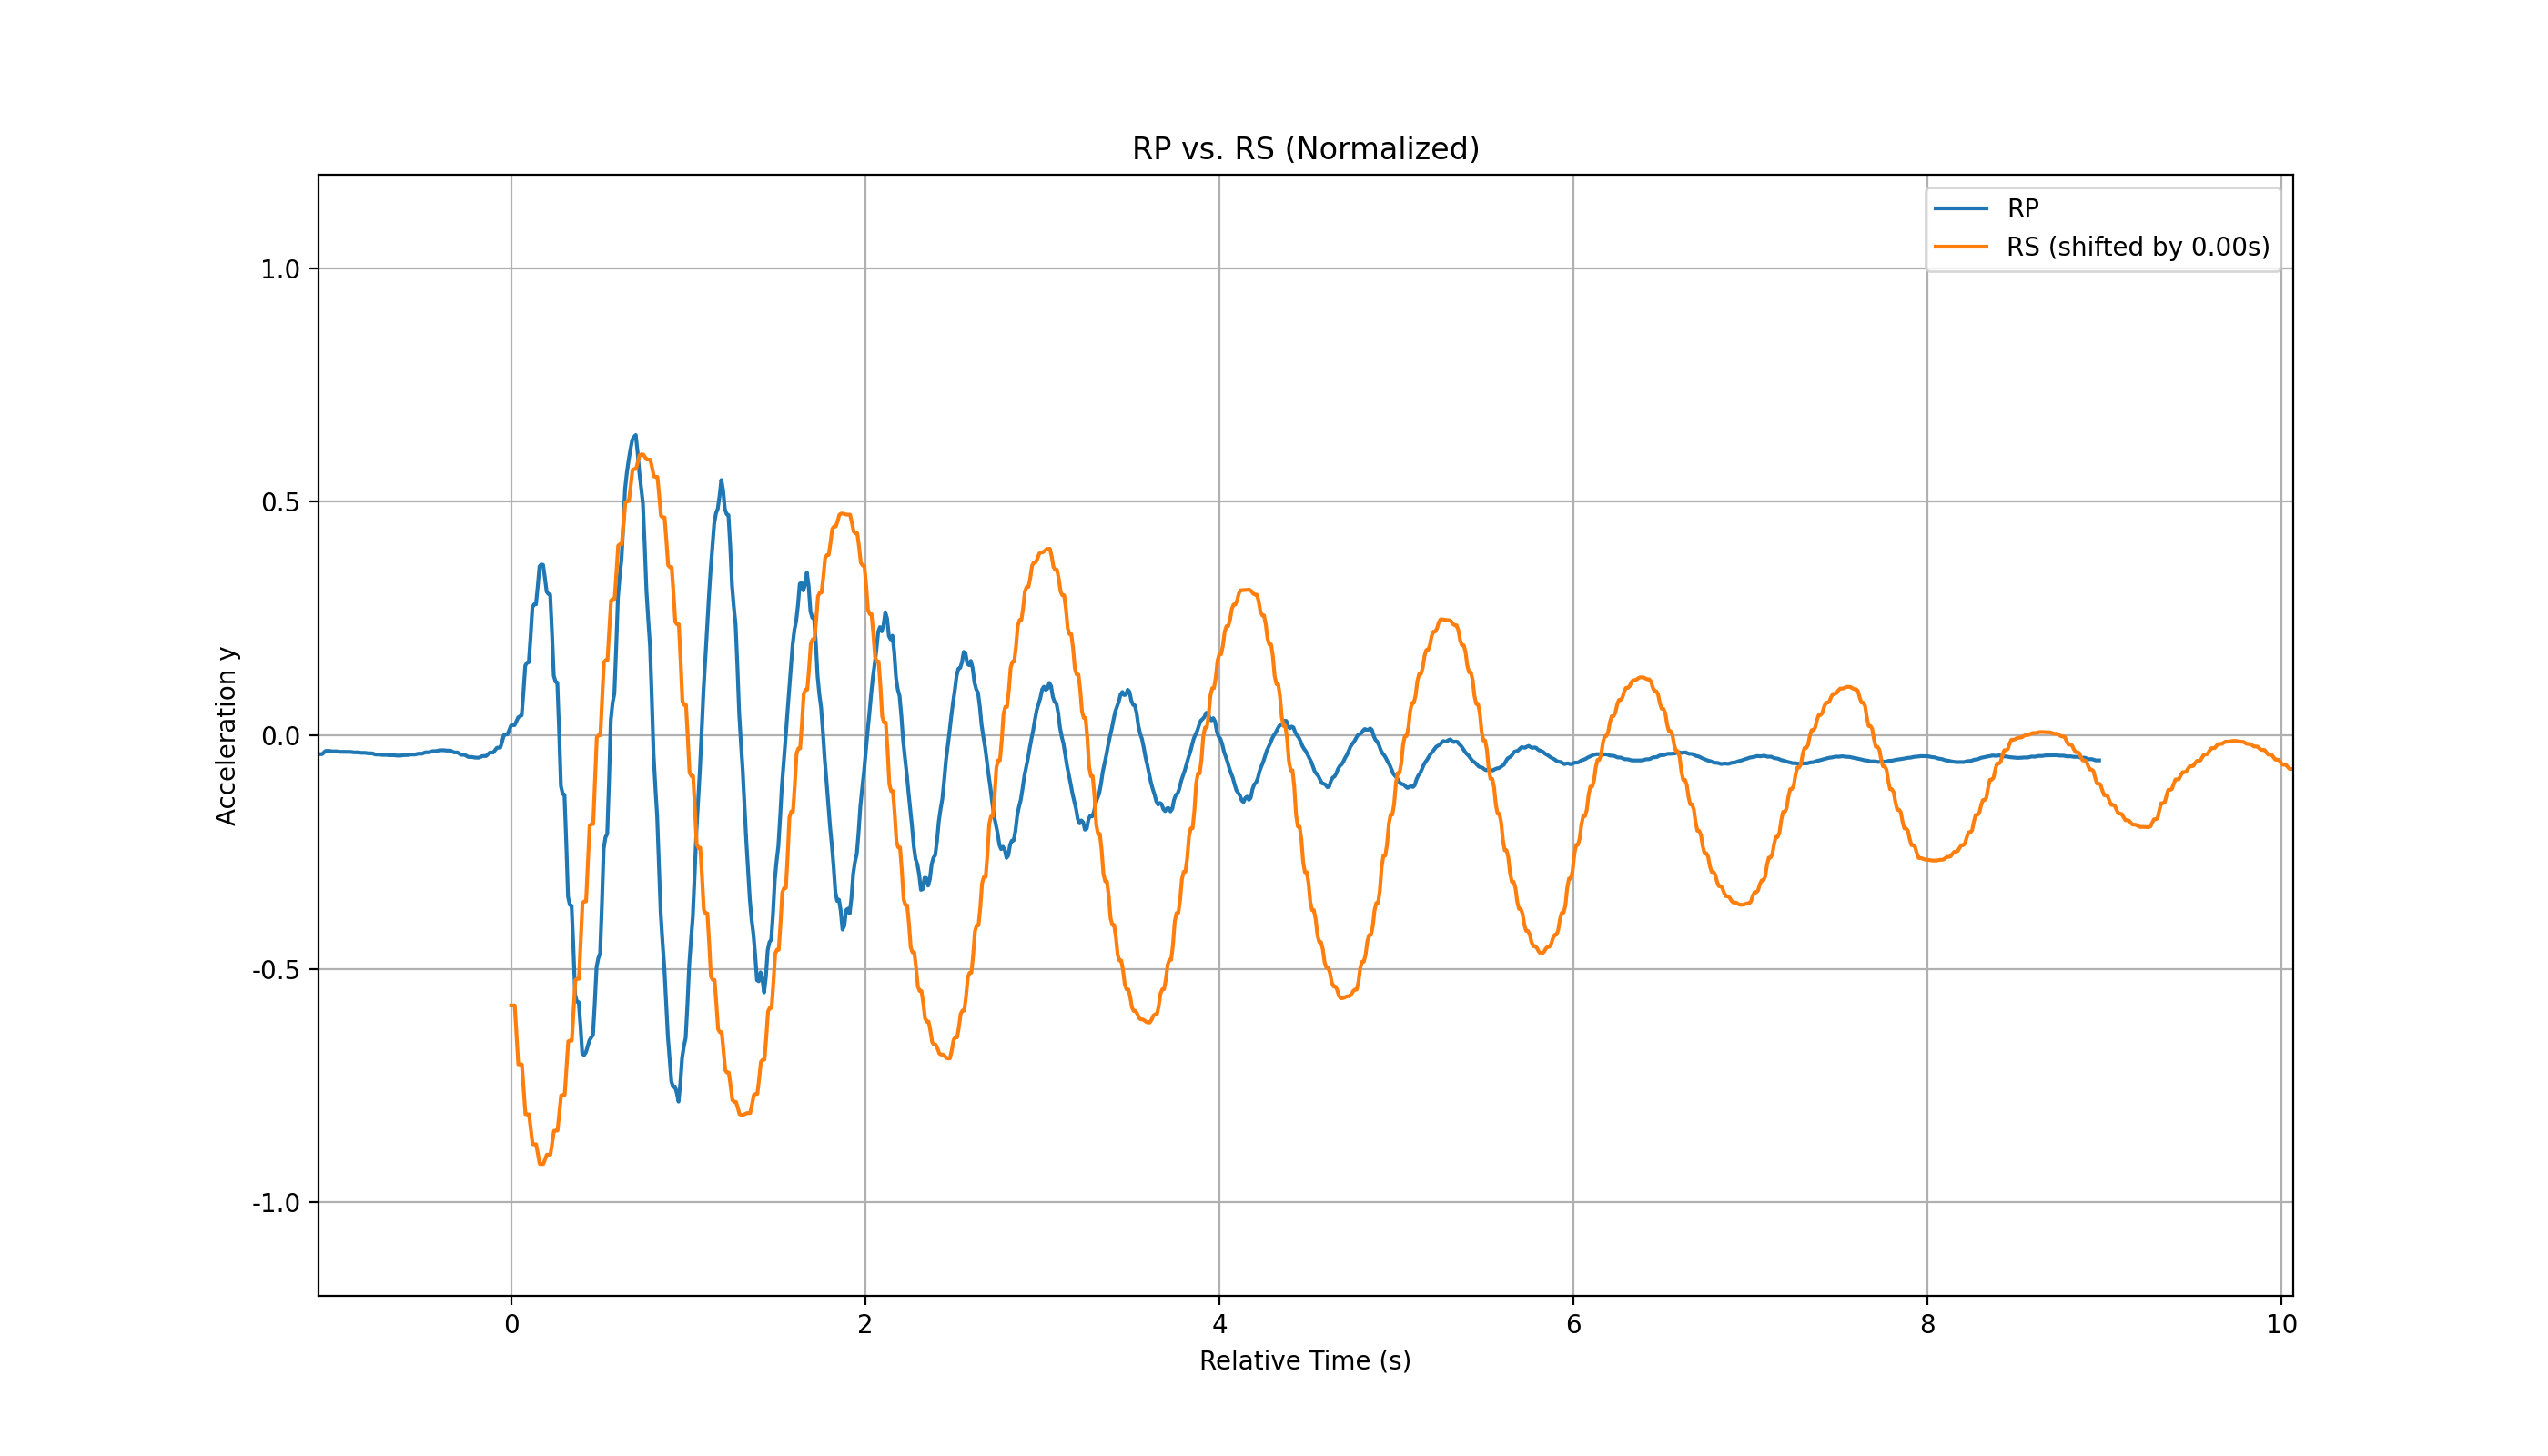 RP vs. RS (Normalized)
RP
RS (shifted by 0.00s)
1.0
0.5
0.0
-0.5
-1.0
Acceleration y
0 2 4 6 8 10
Relative Time (s)